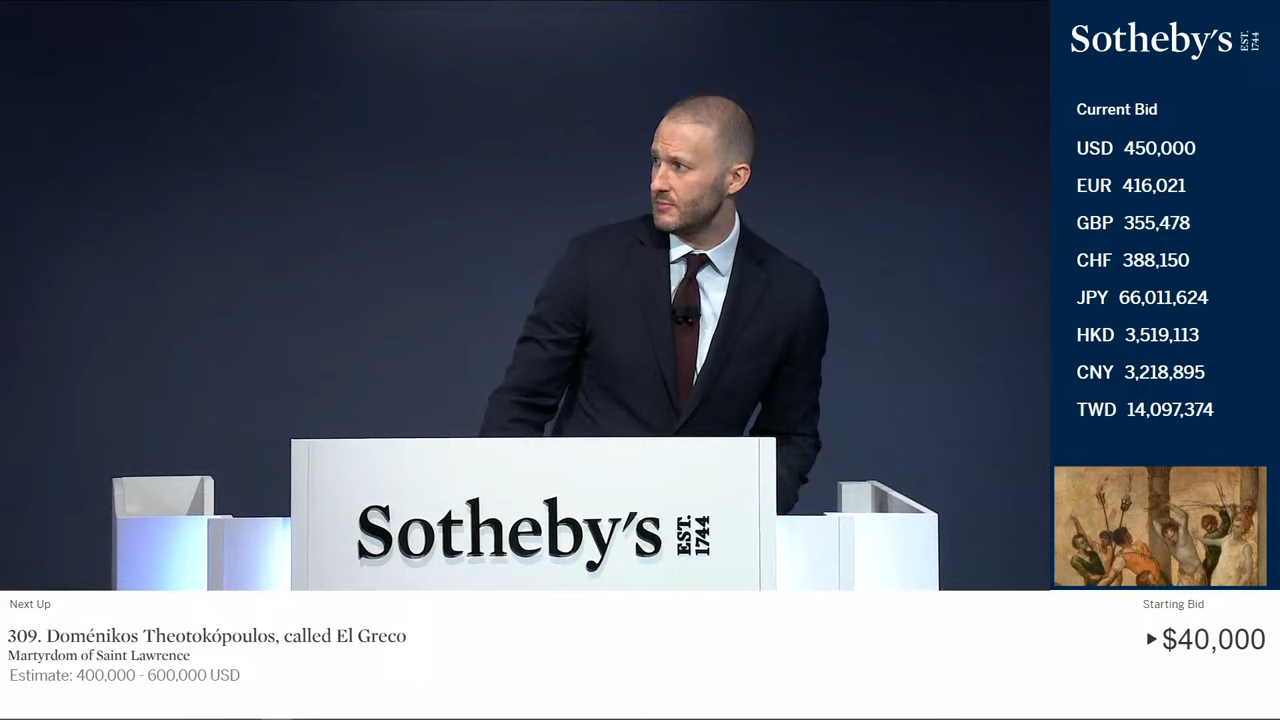 Sotheby's EST. 1744
Current Bid
USD 450,000
EUR 416,021
GBP 355,478
CHF 388,150
JPY 66,011,624
HKD 3,519,113
CNY 3,218,895
TWD 14,097,374
Sotheby's EST. 1744
Next Up
309. Doménikos Theotokópoulos, called El Greco
Martyrdom of Saint Lawrence
Estimate: 400,000 - 600,000 USD
Starting Bid
$40,000